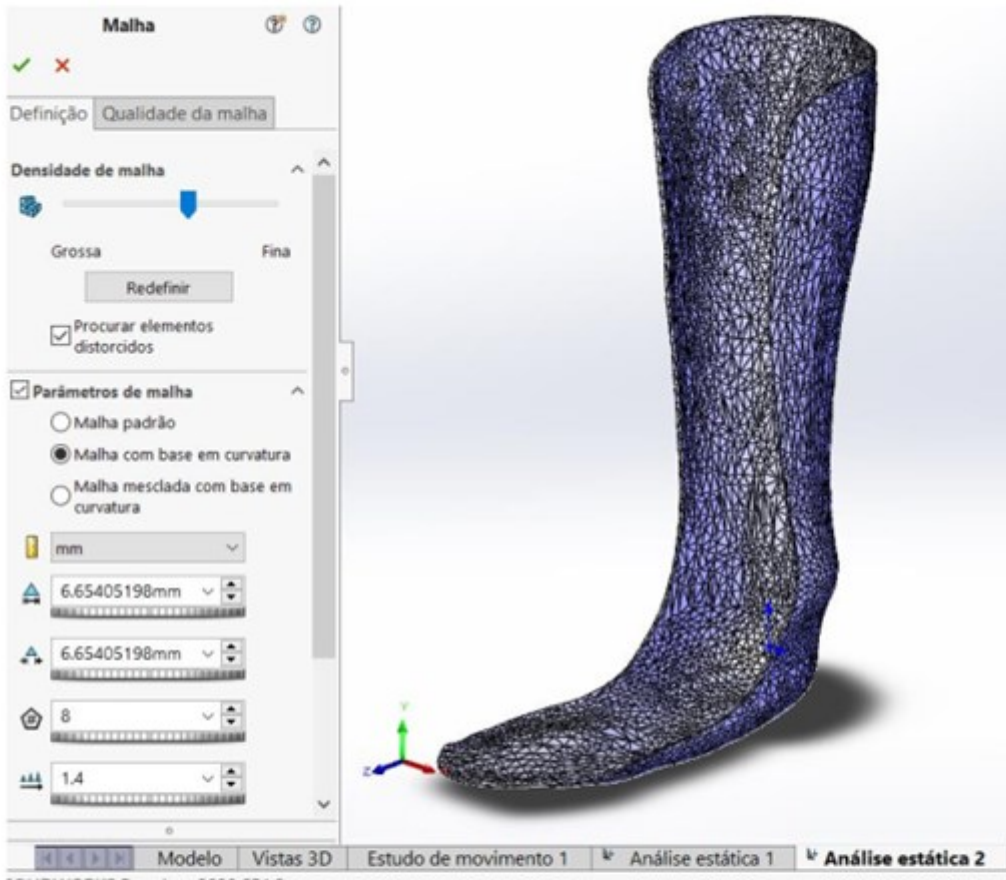 Malha
Definição Qualidade da malha
Densidade de malha
Grossa Fina
Redefinir
Procurar elementos
distorcidos
Parâmetros de malha
Malha padrão
Malha com base em curvatura
Malha mesclada com base em
curvatura
mm
6.65405198mm
6.65405198mm
8
1.4
Y
Z
Modelo Vistas 3D Estudo de movimento 1 Análise estática 1 Análise estática 2